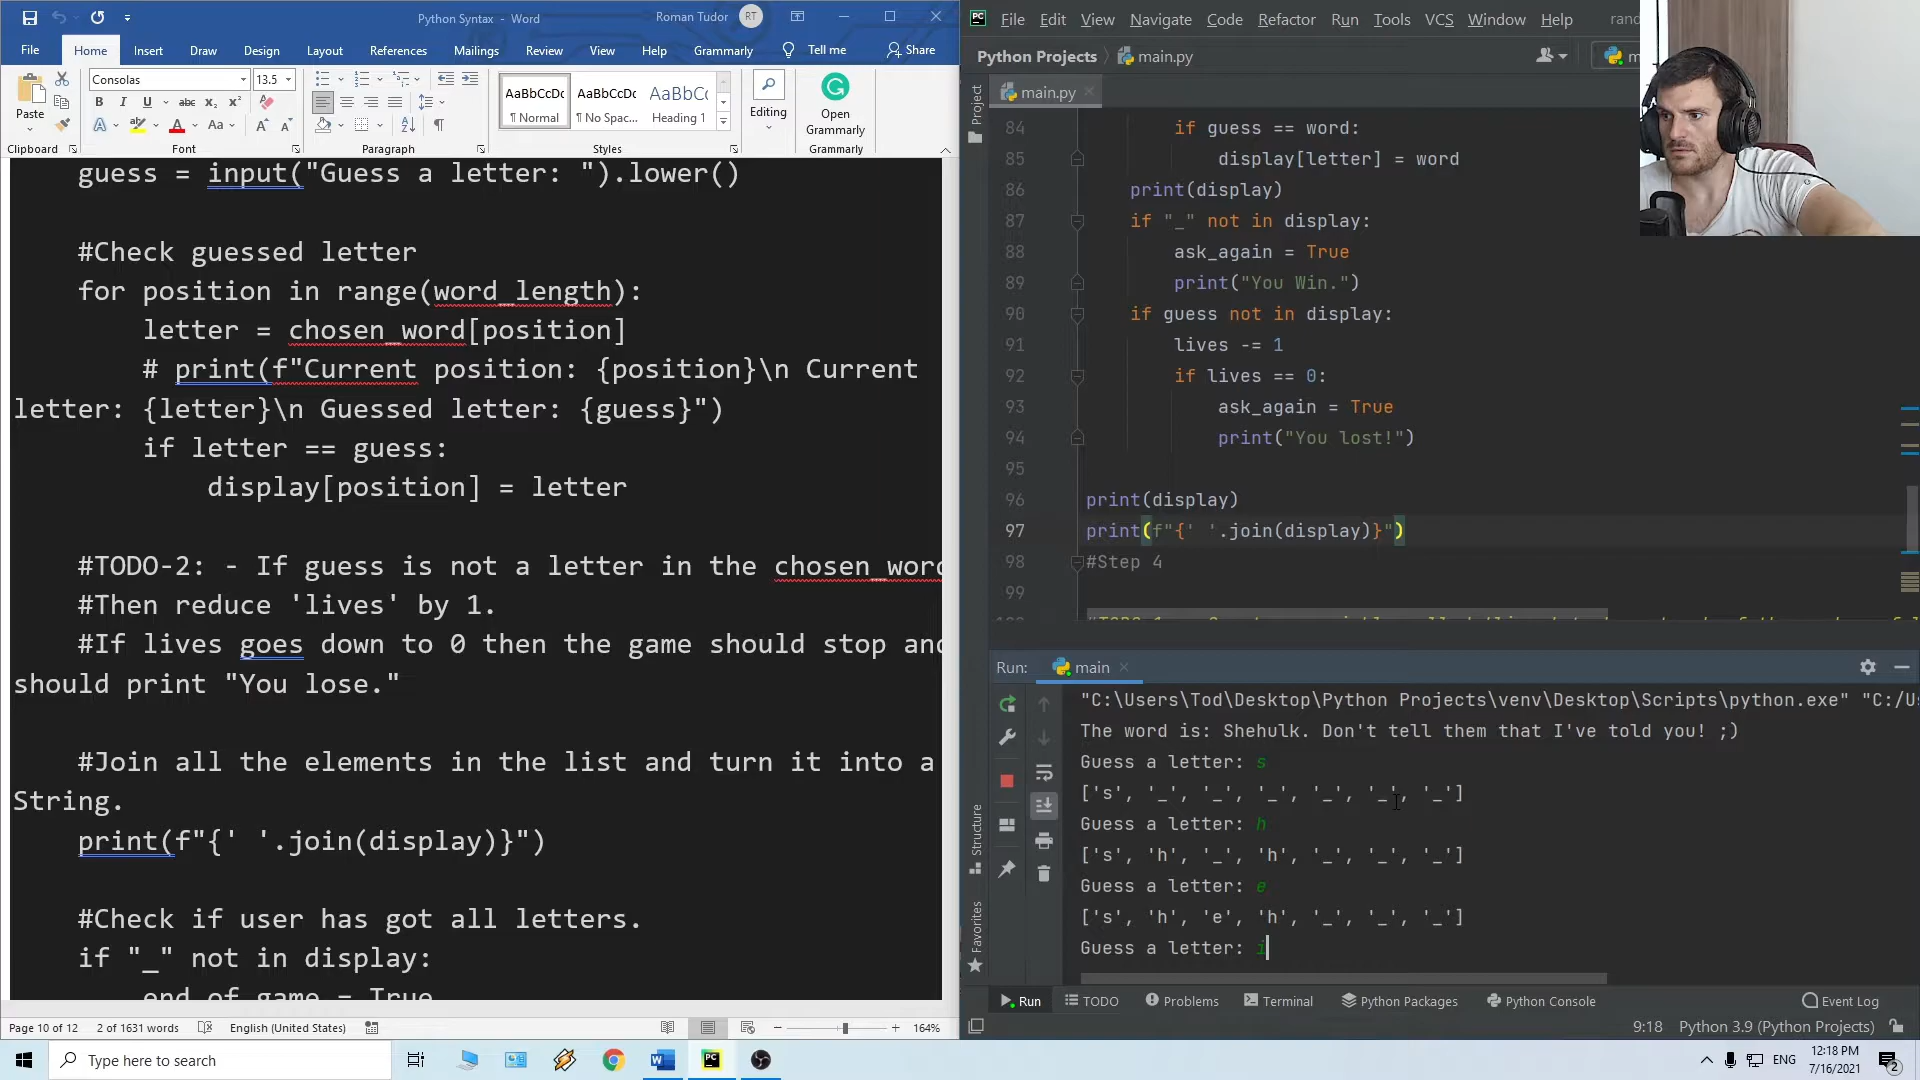 Python Syntax - Word
Roman Tudor
RT
File
Home
Insert
Draw
Design
Layout
References
Mailings
Review
View
Help
Grammarly
Tell me
Share
Paste
Consolas
13.5
AaBbCcDc
¶ Normal
AaBbCcDc
¶ No Spac...
AaBbC(
Heading 1
Editing
Open
Grammarly
Clipboard
Font
Paragraph
Styles
Grammarly
guess = input("Guess a letter: ").lower()
#Check guessed letter
for position in range(word_length):
letter = chosen_word[position]
# print(f"Current position: {position}\n Current
letter: {letter}\n Guessed letter: {guess}")
if letter == guess:
display[position] = letter
#TODO-2: - If guess is not a letter in the chosen_word
#Then reduce 'lives' by 1.
#If lives goes down to 0 then the game should stop and
should print "You lose."
#Join all the elements in the list and turn it into a
String.
print(f"{' '.join(display)}")
#Check if user has got all letters.
if "_" not in display:
end_of_game = True
Page 10 of 12
2 of 1631 words
English (United States)
164%
File
Edit
View
Navigate
Code
Refactor
Run
Tools
VCS
Window
Help
rand
Python Projects
main.py
m
main.py
Project
84 if guess == word:
85 display[letter] = word
86 print(display)
87 if "_" not in display:
88 ask_again = True
89 print("You Win.")
90 if guess not in display:
91 lives -= 1
92 if lives == 0:
93 ask_again = True
94 print("You lost!")
95
96 print(display)
97 print(f"{' '.join(display)}")
98 #Step 4
99
Run:
main
"C:\Users\Tod\Desktop\Python Projects\venv\Desktop\Scripts\python.exe" "C:/U
The word is: Shehulk. Don't tell them that I've told you! ;)
Guess a letter: s
['s', '_', '_', '_', '_', '_', '_']
Guess a letter: h
['s', 'h', '_', 'h', '_', '_', '_']
Guess a letter: e
['s', 'h', 'e', 'h', '_', '_', '_']
Guess a letter: i
Structure
Favorites
Run
TODO
Problems
Terminal
Python Packages
Python Console
Event Log
9:18
Python 3.9 (Python Projects)
Type here to search
ENG
12:18 PM
7/16/2021
2